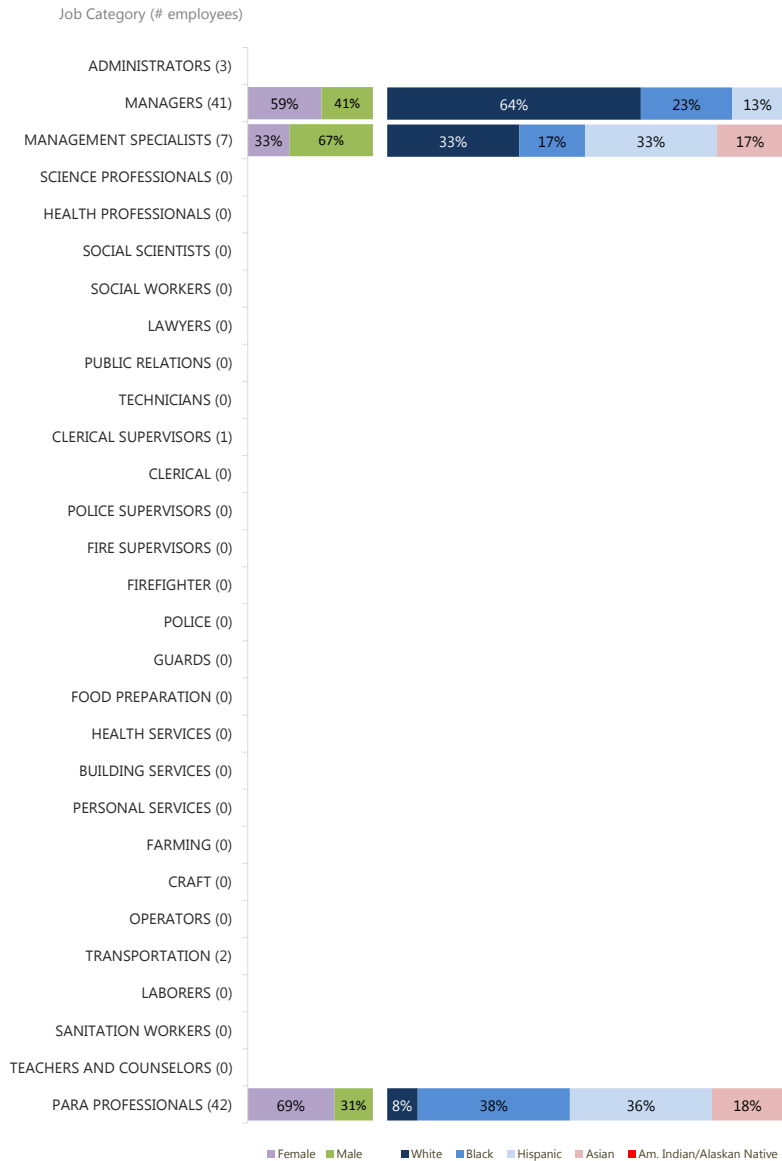 Job Category (# employees)
ADMINISTRATORS (3)
MANAGERS (41) 59% 41% 64% 23% 13%
MANAGEMENT SPECIALISTS (7) 33% 67% 33% 17% 33% 17%
SCIENCE PROFESSIONALS (0)
HEALTH PROFESSIONALS (0)
SOCIAL SCIENTISTS (0)
SOCIAL WORKERS (0)
LAWYERS (0)
PUBLIC RELATIONS (0)
TECHNICIANS (0)
CLERICAL SUPERVISORS (1)
CLERICAL (0)
POLICE SUPERVISORS (0)
FIRE SUPERVISORS (0)
FIREFIGHTER (0)
POLICE (0)
GUARDS (0)
FOOD PREPARATION (0)
HEALTH SERVICES (0)
BUILDING SERVICES (0)
PERSONAL SERVICES (0)
FARMING (0)
CRAFT (0)
OPERATORS (0)
TRANSPORTATION (2)
LABORERS (0)
SANITATION WORKERS (0)
TEACHERS AND COUNSELORS (0)
PARA PROFESSIONALS (42) 69% 31% 8% 38% 36% 18%
Female Male White Black Hispanic Asian Am. Indian/Alaskan Native